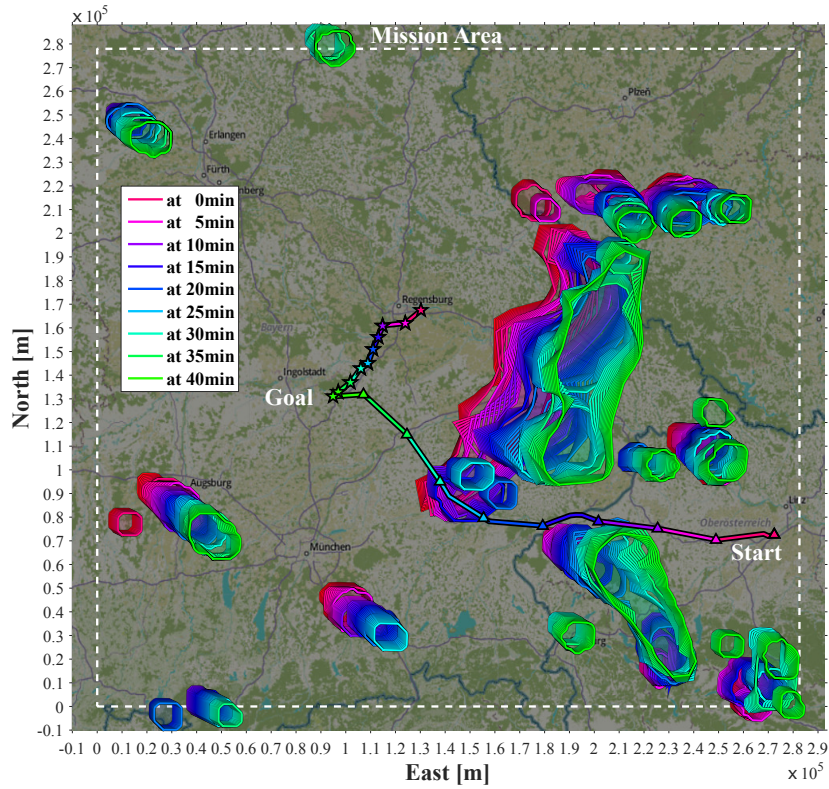 × 10⁵
Mission Area
2.8
2.7
2.6
2.5
2.4
2.3
2.2
2.1
2
1.9
1.8
1.7
1.6
1.5
1.4
1.3
1.2
1.1
1
0.9
0.8
0.7
0.6
0.5
0.4
0.3
0.2
0.1
0
-0.1
North [m]
Plzeň
Erlangen
Fürth
at 0min
at 5min
at 10min
at 15min
at 20min
at 25min
at 30min
at 35min
at 40min
Regensburg
Bayern
Ingolstadt
Goal
Augsburg
Linz
Oberösterreich
Start
München
-0.1 0 0.1 0.2 0.3 0.4 0.5 0.6 0.7 0.8 0.9 1 1.1 1.2 1.3 1.4 1.5 1.6 1.7 1.8 1.9 2 2.1 2.2 2.3 2.4 2.5 2.6 2.7 2.8 2.9
East [m]
× 10⁵